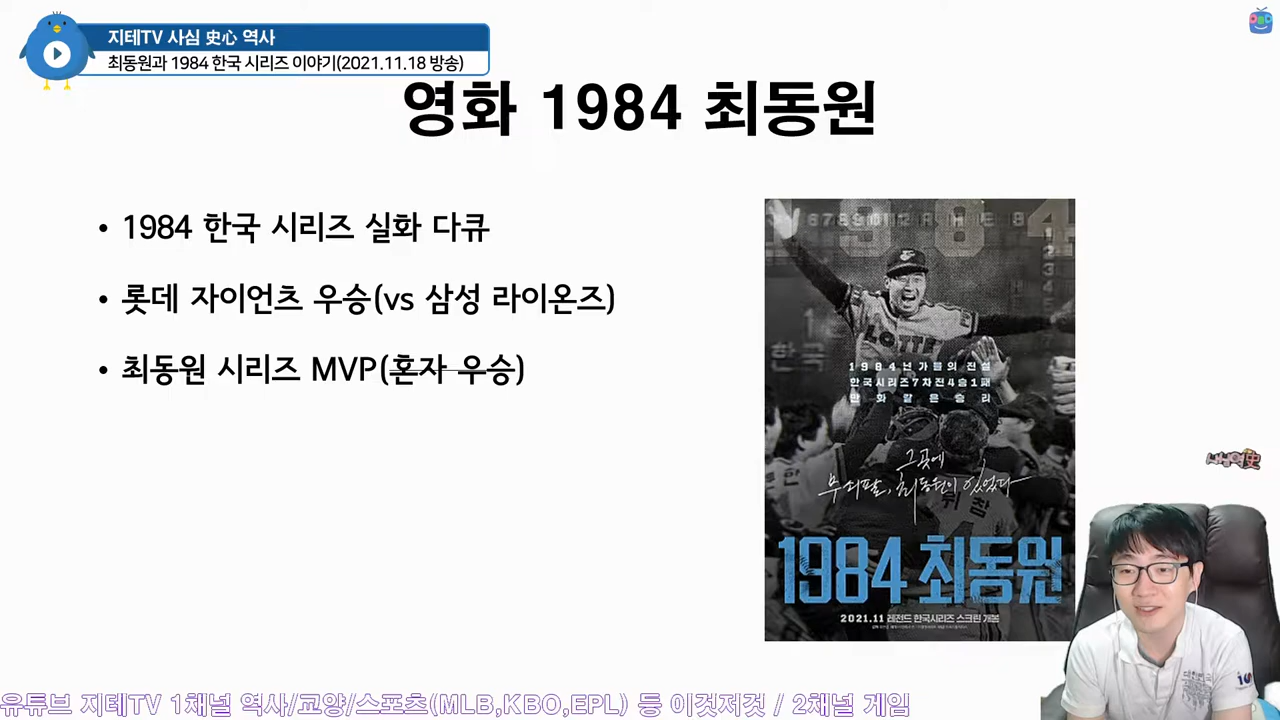 지테TV 사심 史心 역사
최동원과 1984 한국 시리즈 이야기(2021.11.18 방송)
영화 1984 최동원
• 1984 한국 시리즈 실화 다큐
• 롯데 자이언츠 우승(vs 삼성 라이온즈)
• 최동원 시리즈 MVP(혼자 우승)
1984
LOTTE
한국
1984년 가을의 전설
한국시리즈7차전4승1패
만화같은승리
그곳에
무쇠팔, 최동원이 있었다
1984 최동원
2021.11 레전드 한국시리즈 스크린 개봉
유튜브 지테TV 1채널 역사/교양/스포츠(MLB,KBO,EPL) 등 이것저것 / 2채널 게임